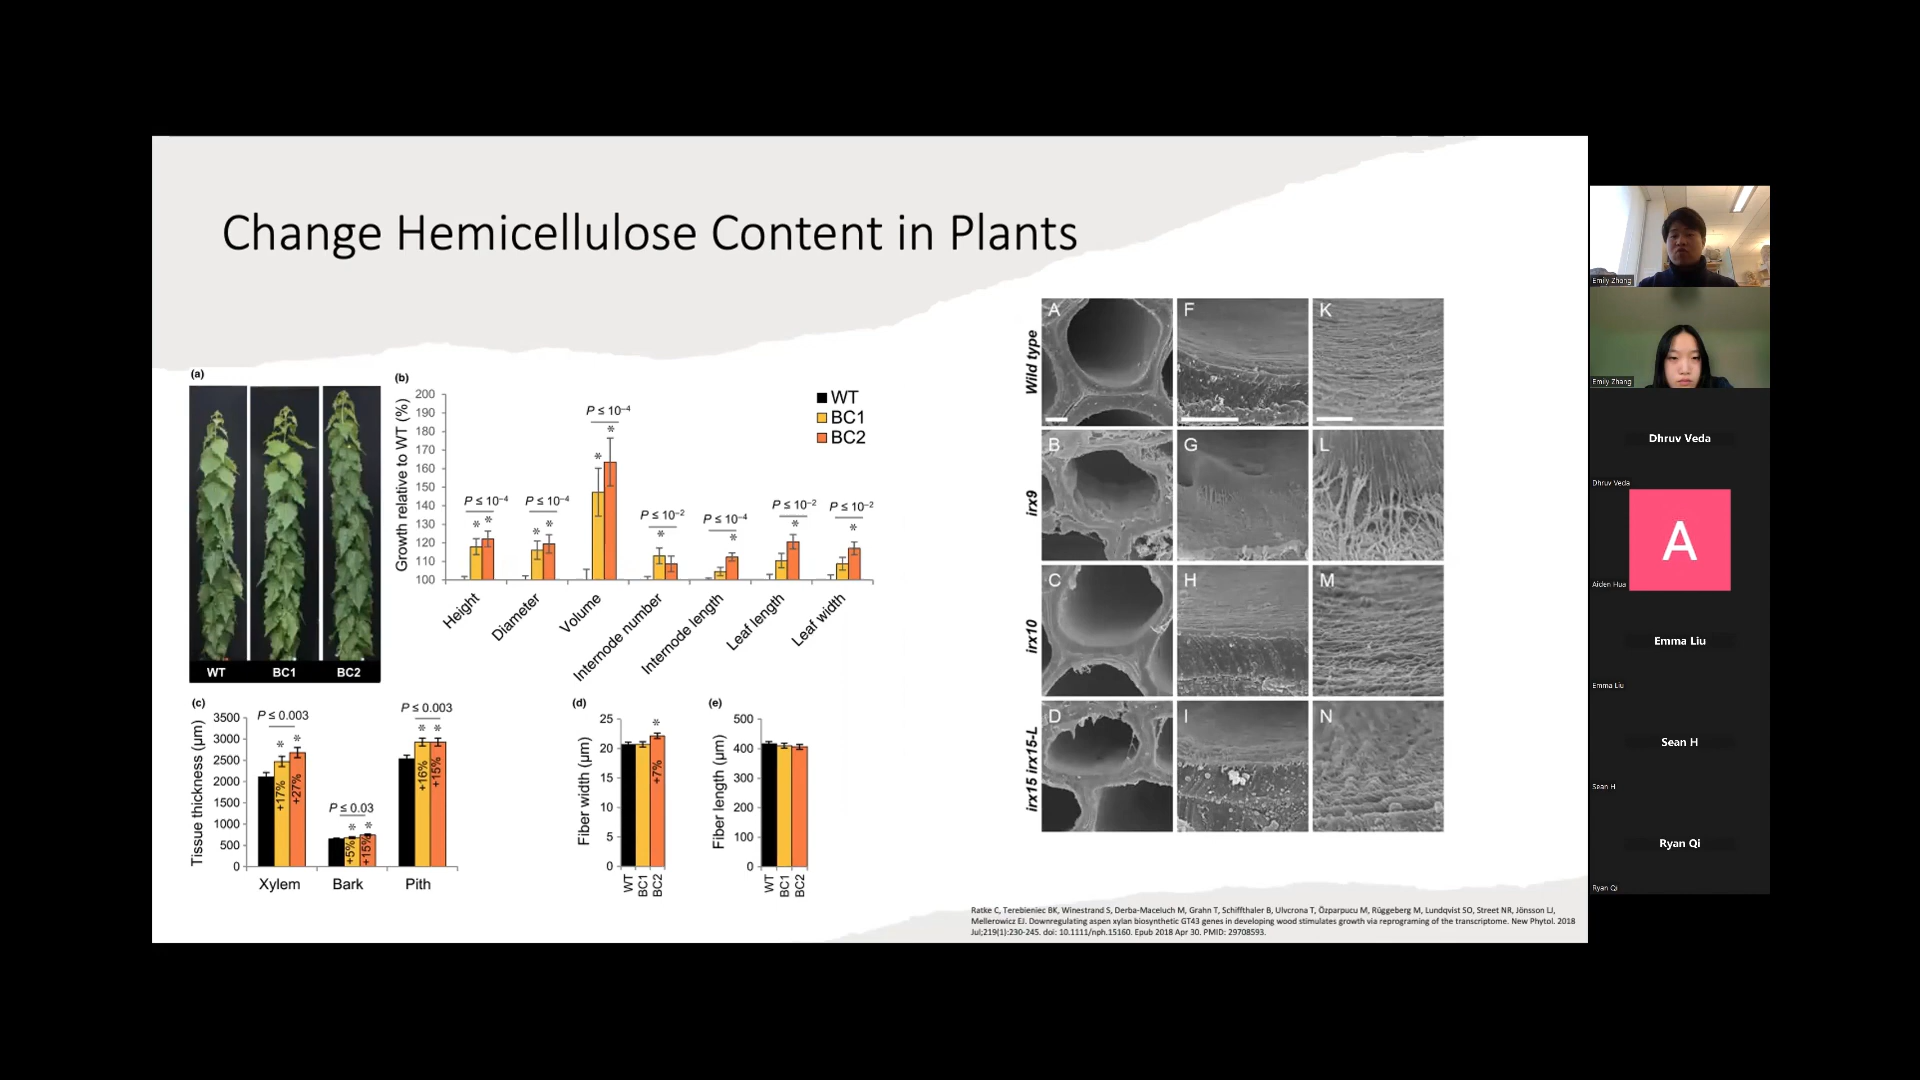 Change Hemicellulose Content in Plants
(a)
WT BC1 BC2
(b)
Growth relative to WT (%)
200
190
180
170
160
150
140
130
120
110
100
WT
BC1
BC2
P ≤ 10⁻⁴
* *
P ≤ 10⁻⁴
* *
P ≤ 10⁻⁴
* *
P ≤ 10⁻²
*
P ≤ 10⁻⁴
*
P ≤ 10⁻²
*
P ≤ 10⁻²
*
Height
Diameter
Volume
Internode number
Internode length
Leaf length
Leaf width
(c)
Tissue thickness (µm)
3500
3000
2500
2000
1500
1000
500
0
P ≤ 0.003
* *
+17%
+27%
P ≤ 0.03
* *
+5%
+15%
P ≤ 0.003
* *
+16%
+15%
Xylem Bark Pith
(d)
Fiber width (µm)
25
20
15
10
5
0
*
+7%
WT
BC1
BC2
(e)
Fiber length (µm)
500
400
300
200
100
0
WT
BC1
BC2
Wild type
A F K
irx9
B G L
irx10
C H M
irx15 irx15-L
D I N
Ratke C, Terebieniec BK, Winestrand S, Derba-Maceluch M, Grahn T, Schiffthaler B, Ulvcrona T, Özparpucu M, Rüggeberg M, Lundqvist SO, Street NR, Jönsson LJ,
Mellerowicz EJ. Downregulating aspen xylan biosynthetic GT43 genes in developing wood stimulates growth via reprograming of the transcriptome. New Phytol. 2018
Jul;219(1):230-245. doi: 10.1111/nph.15160. Epub 2018 Apr 30. PMID: 29708593.
Emily Zhang
Emily Zhang
Dhruv Veda
Dhruv Veda
A
Aiden Hua
Emma Liu
Emma Liu
Sean H
Sean H
Ryan Qi
Ryan Qi